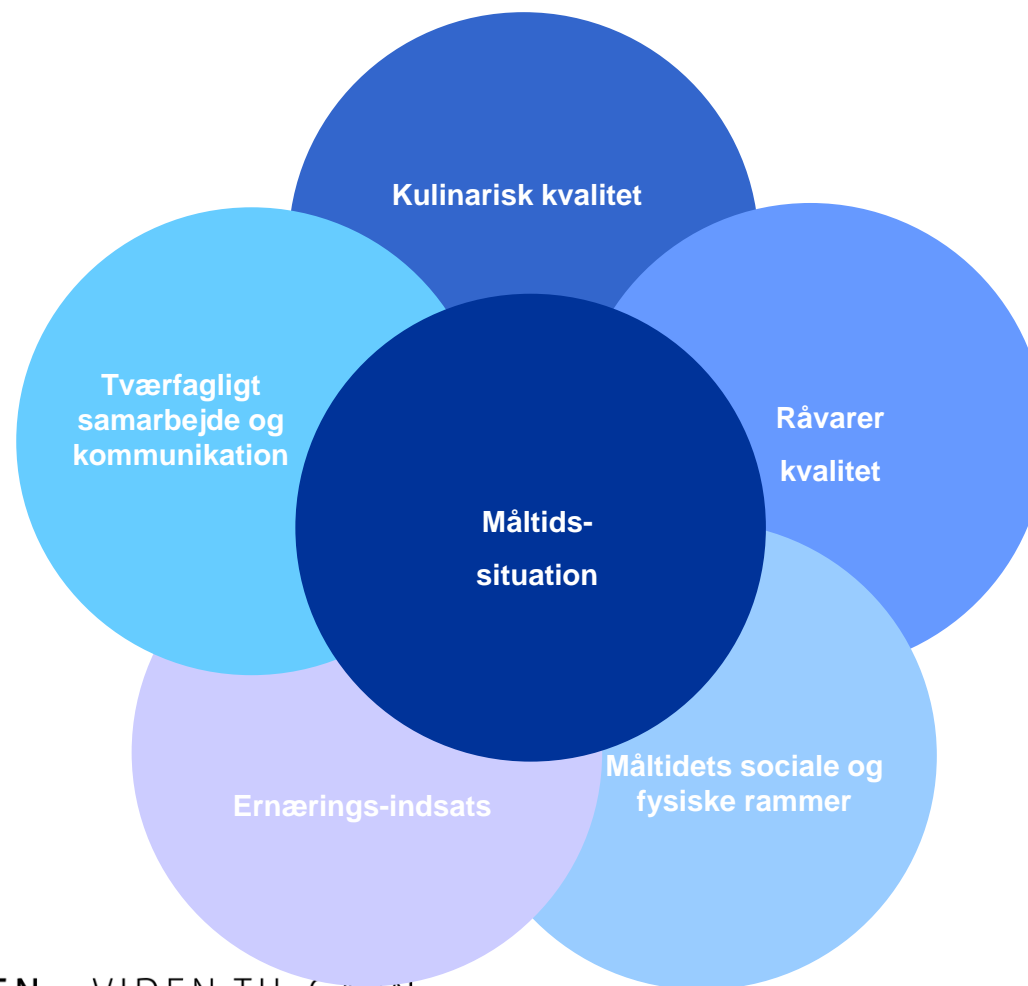 Kulinarisk kvalitet
Tværfagligt
samarbejde og
kommunikation
Råvarer
kvalitet
Måltids-
situation
Måltidets sociale og
fysiske rammer
Ernærings-indsats
VIDEN TIL